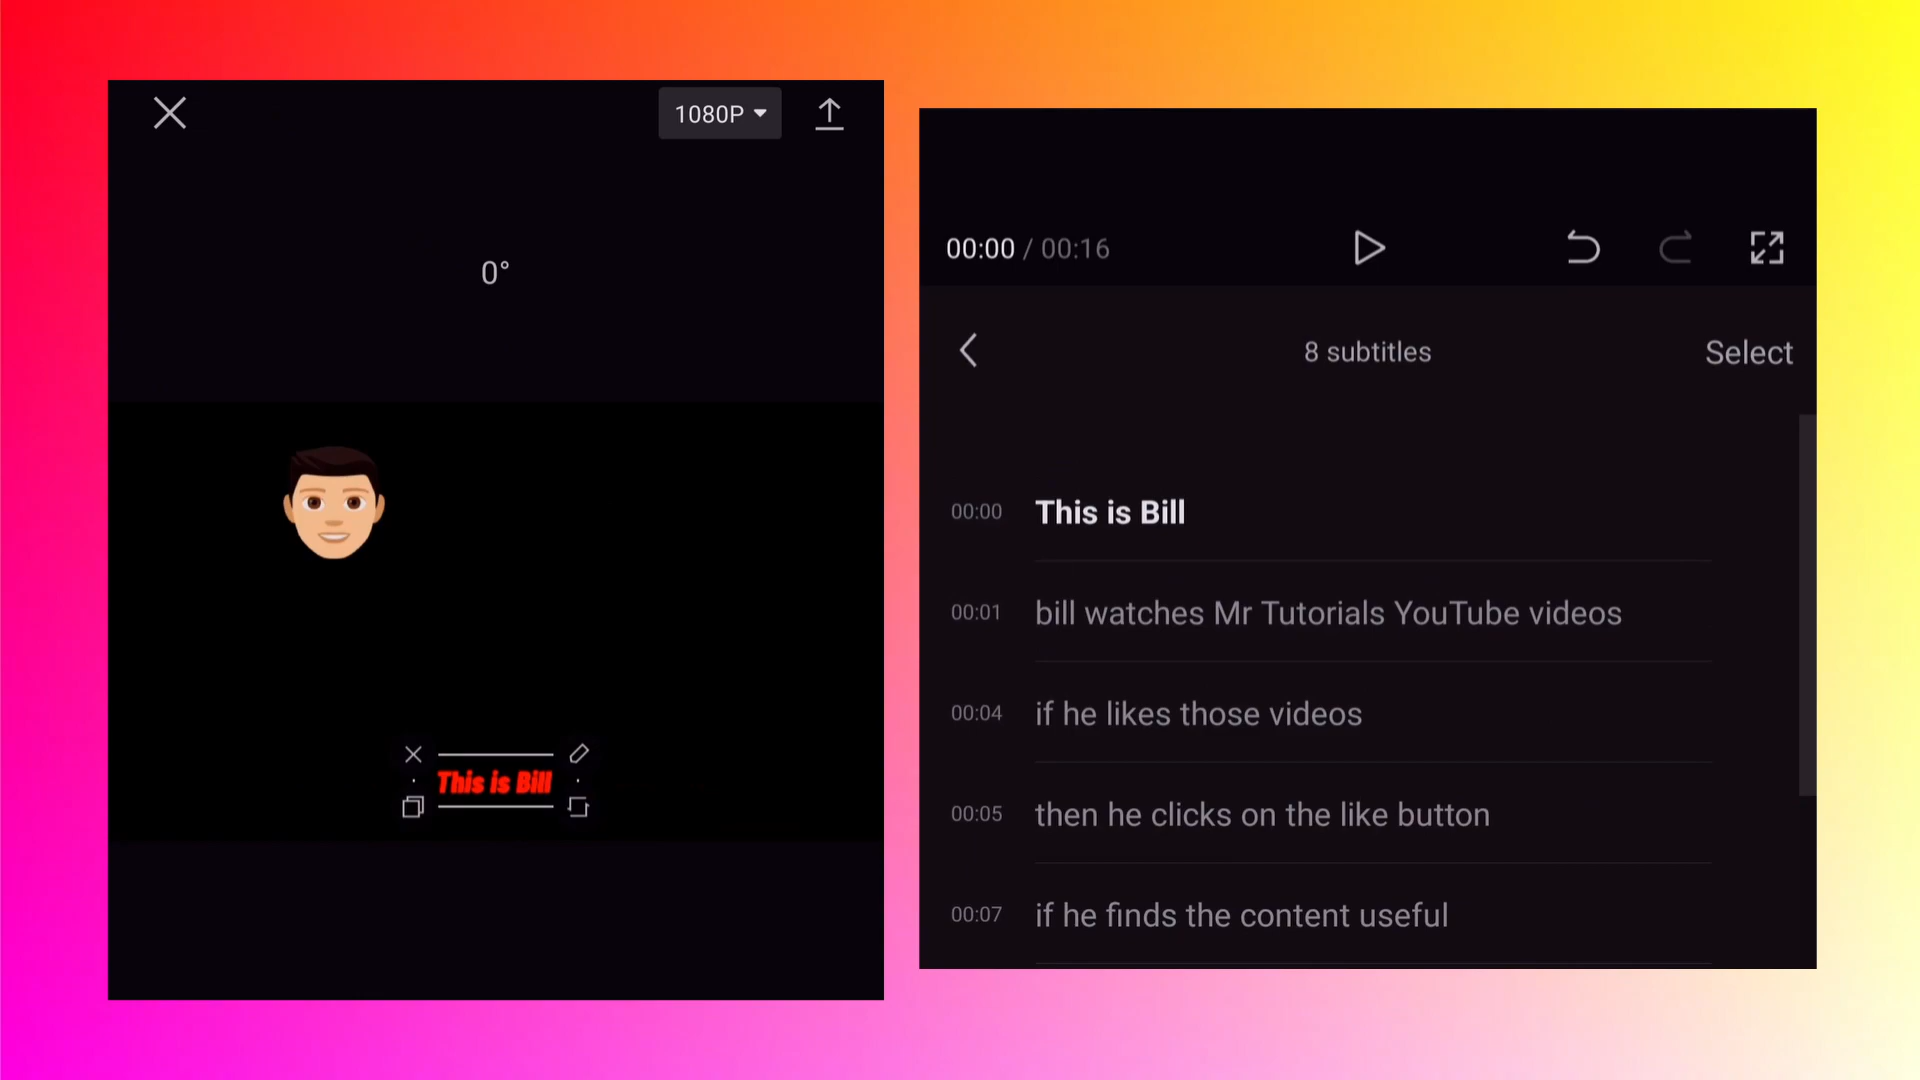 1080P
0°
This is Bill
00:00 / 00:16
8 subtitles
Select
00:00 This is Bill
00:01 bill watches Mr Tutorials YouTube videos
00:04 if he likes those videos
00:05 then he clicks on the like button
00:07 if he finds the content useful